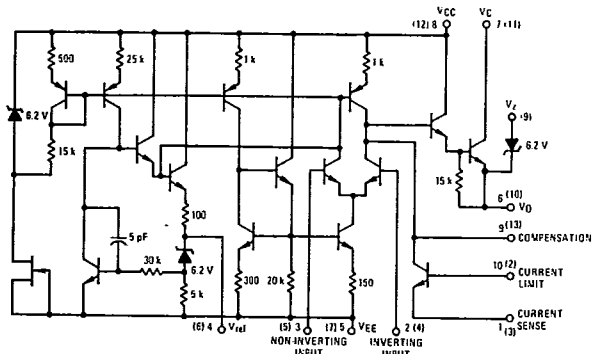 VCC
(12) 8
VC
7 (11)
500
25 k
1 k
1 k
6.2 V
Vz
(9)
6.2 V
15 k
15 k
6 (10)
VO
100
5 pF
9 (13)
COMPENSATION
30 k
6.2 V
10 (2)
CURRENT
LIMIT
5 k
300
20 k
150
1
(3)
CURRENT
SENSE
(6) 4 Vref
(5) 3
NON-INVERTING
INPUT
(7) 5 VEE
2 (4)
INVERTING
INPUT